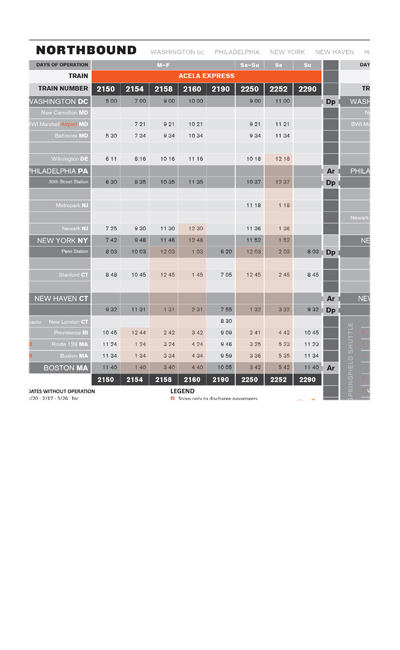 NORTHBOUND WASHINGTON DC PHILADELPHIA NEW YORK NEW HAVEN
DAYS OF OPERATION M–F Sa–Su Sa Su DAY
TRAIN ACELA EXPRESS
TRAIN NUMBER 2150 2154 2158 2160 2190 2250 2252 2290 TR
WASHINGTON DC 5 00 7 00 9 00 10 00 9 00 11 00 Dp WASH
New Carrollton MD
BWI Marshall Airport MD 7 21 9 21 10 21 9 21 11 21 BWI Ma
Baltimore MD 5 30 7 34 9 34 10 34 9 34 11 34
Wilmington DE 6 11 8 16 10 16 11 16 10 18 12 18
PHILADELPHIA PA Ar PHILA
30th Street Station 6 30 8 35 10 35 11 35 10 37 12 37 Dp
Metropark NJ 11 18 1 18
Newark
Newark NJ 7 25 9 30 11 30 12 30 11 36 1 36
NEW YORK NY 7 42 9 48 11 46 12 48 11 52 1 52 NE
Penn Station 8 03 10 03 12 03 1 03 6 20 12 03 2 03 8 03 Dp
Stamford CT 8 48 10 45 12 45 1 45 7 05 12 45 2 45 8 45
NEW HAVEN CT Ar NEV
9 32 11 31 1 31 2 31 7 55 1 32 3 32 9 32 Dp
New London CT 8 30
Providence RI 10 45 12 44 2 42 3 42 9 09 2 41 4 42 10 45
Route 128 MA 11 24 1 24 3 24 4 24 9 46 3 25 5 23 11 23
Boston MA 11 34 1 34 3 34 4 34 9 59 3 36 5 35 11 34
BOSTON MA 11 40 1 40 3 40 4 40 10 05 3 42 5 42 11 40 Ar
2150 2154 2158 2160 2190 2250 2252 2290
SPRINGFIELD SHUTTLE
DATES WITHOUT OPERATION LEGEND
1/20 - 2/17 - 5/26 for D Stops only to discharge passengers